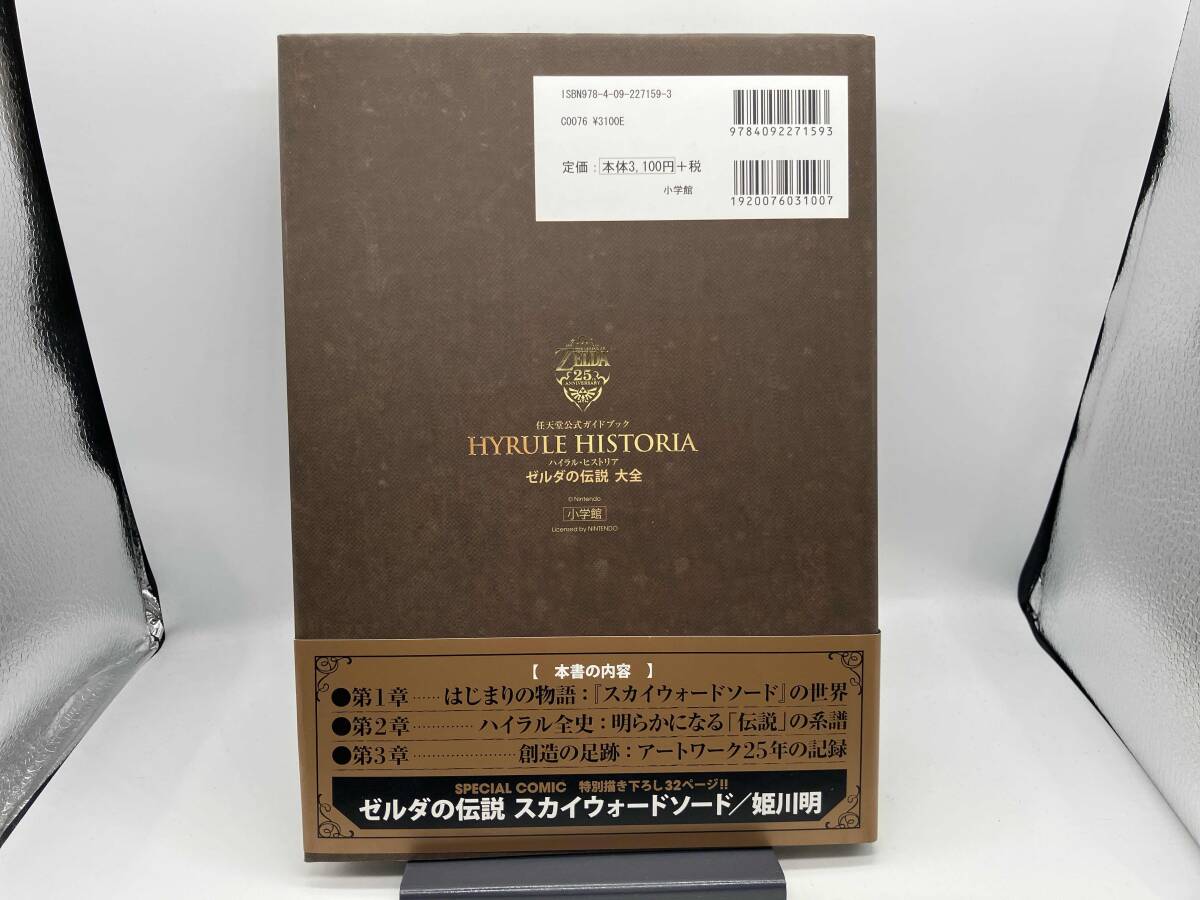 ISBN978-4-09-227159-3
9784092271593
C0076 ¥3100E
定価：本体3,100円+税
小学館
1920076031007
ZELDA
25
ANNIVERSARY
任天堂公式ガイドブック
HYRULE HISTORIA
ハイラル・ヒストリア
ゼルダの伝説 大全
© Nintendo
小学館
Licensed by NINTENDO
【 本書の内容 】
●第1章……はじまりの物語：『スカイウォードソード』の世界
●第2章…………ハイラル全史：明らかになる「伝説」の系譜
●第3章…………………創造の足跡：アートワーク25年の記録
SPECIAL COMIC 特別描き下ろし32ページ!!
ゼルダの伝説 スカイウォードソード／姫川明